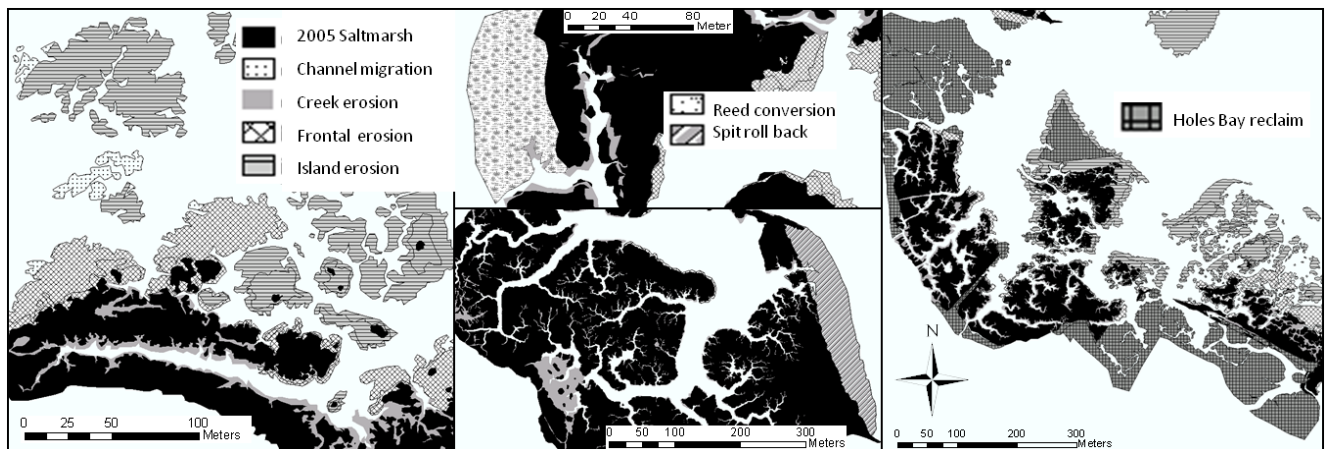 2005 Saltmarsh
Channel migration
Creek erosion
Frontal erosion
Island erosion
0 25 50 100
Meters
0 20 40 80
Meter
Reed conversion
Spit roll back
0 50 100 200 300
Meters
Holes Bay reclaim
N
0 50 100 200 300
Meters